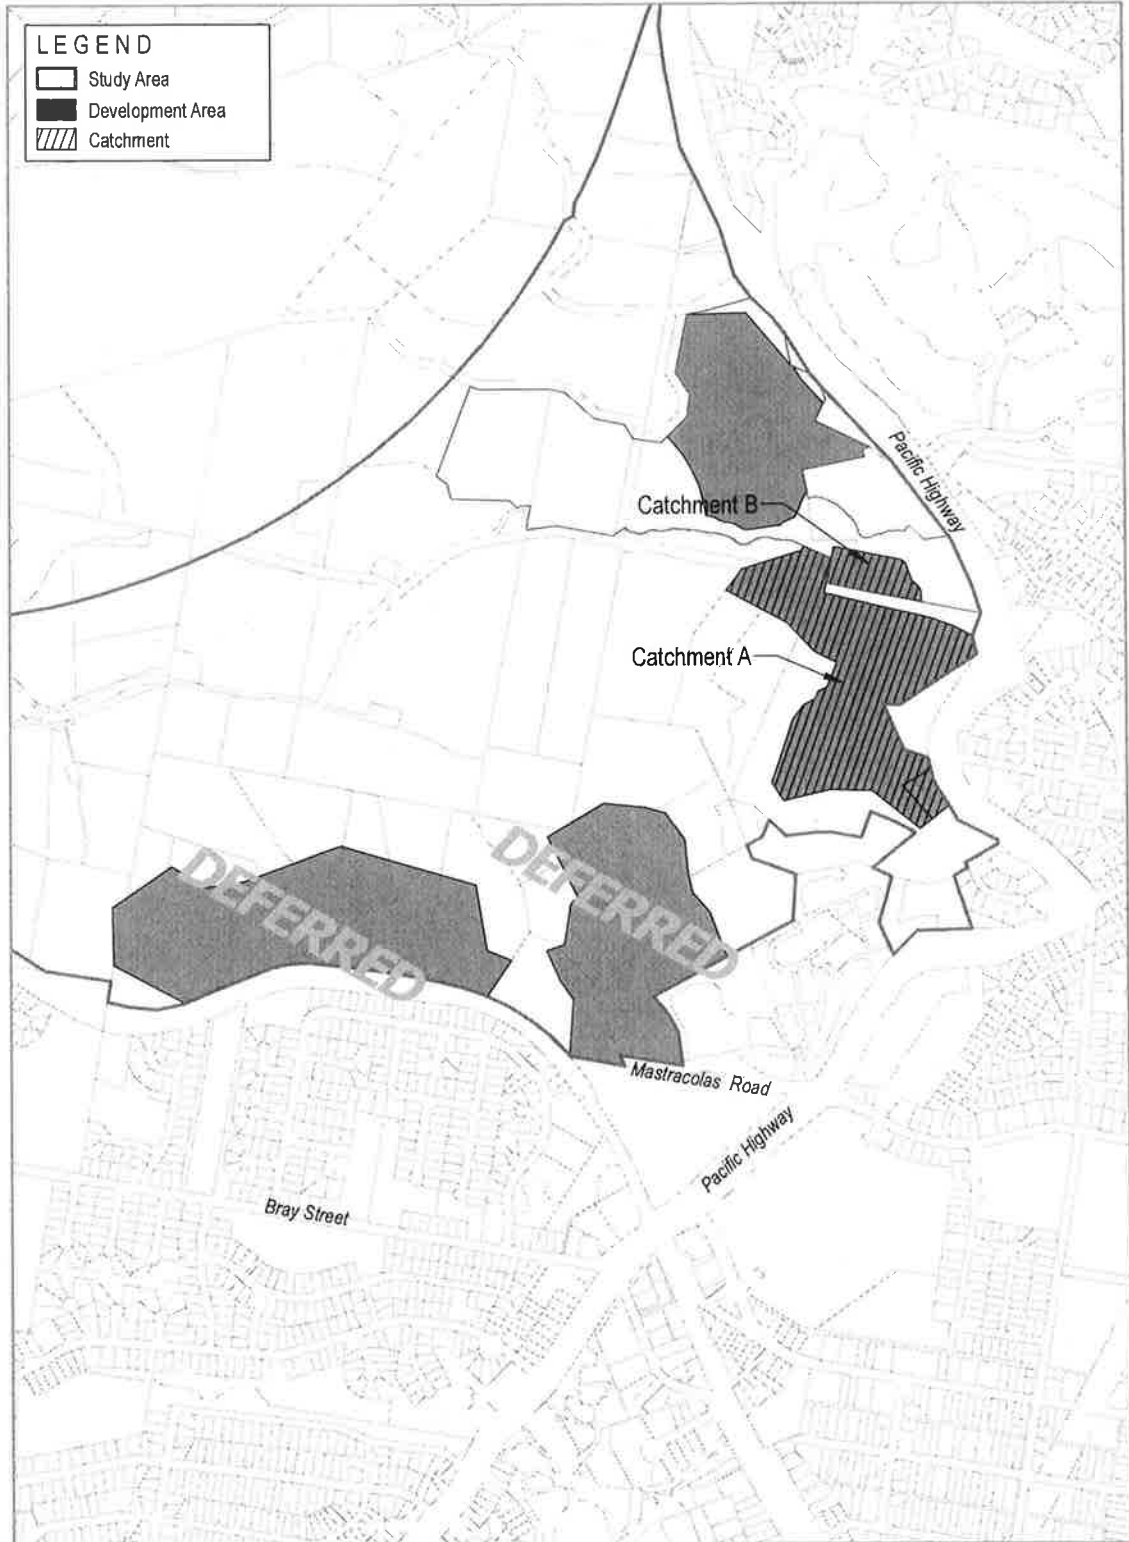 LEGEND
Study Area
Development Area
Catchment
Pacific Highway
Catchment B
Catchment A
DEFERRED
DEFERRED
Mastracolas Road
Pacific Highway
Bray Street